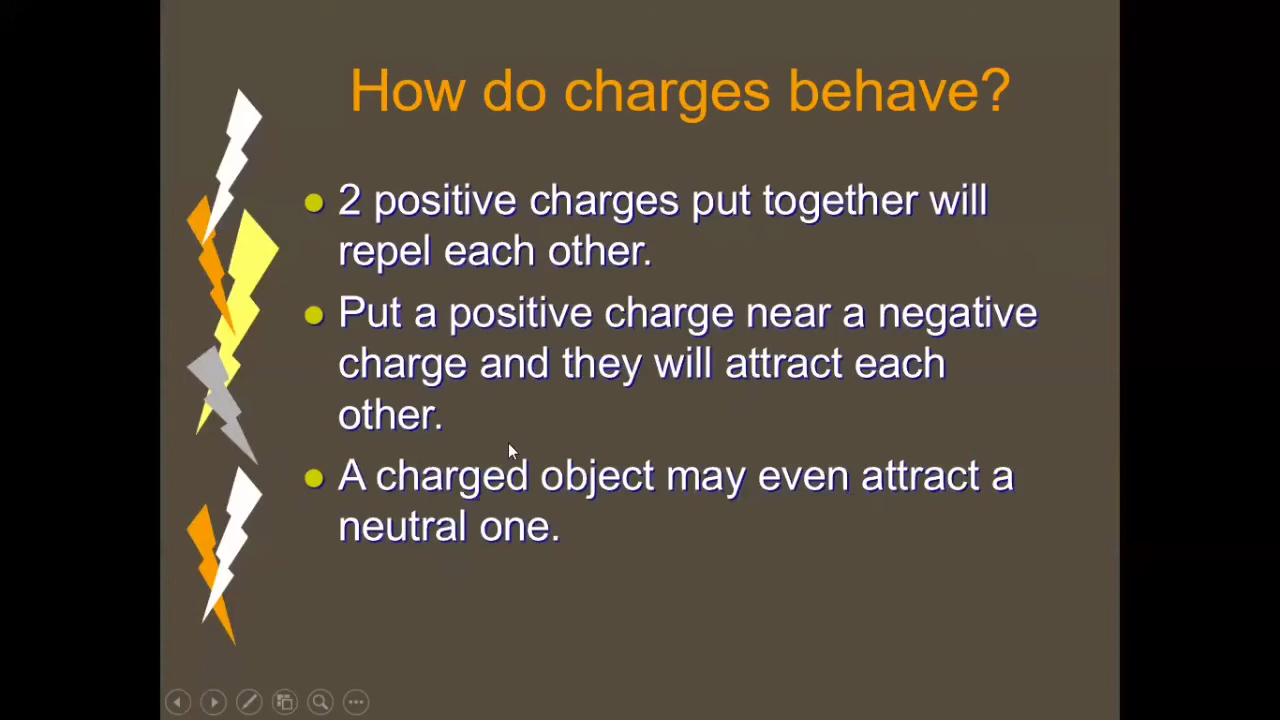 How do charges behave?
2 positive charges put together will
repel each other.
Put a positive charge near a negative
charge and they will attract each
other.
A charged object may even attract a
neutral one.